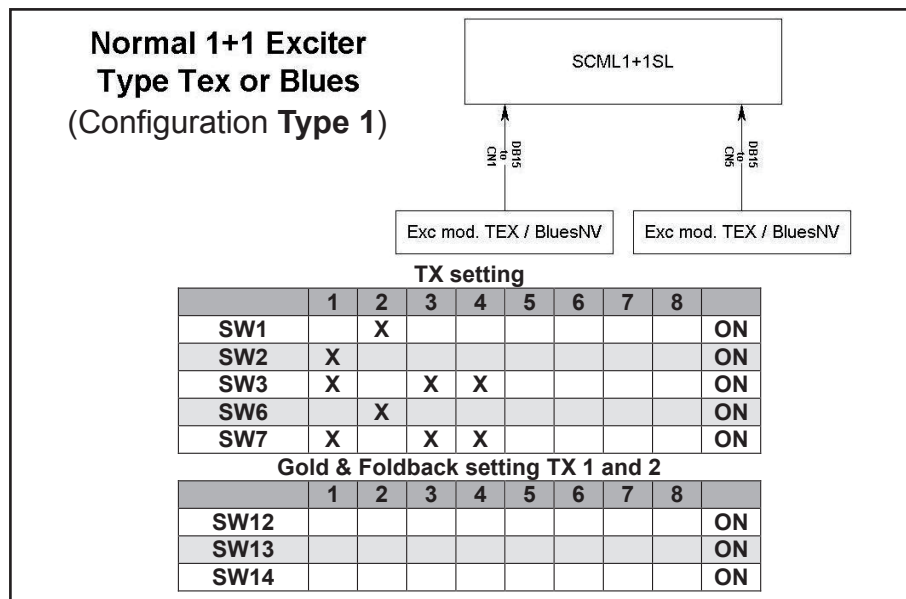 Normal 1+1 Exciter
Type Tex or Blues
(Configuration Type 1)
SCML1+1SL
DB15
to
CN1
DB15
to
CN5
Exc mod. TEX / BluesNV
Exc mod. TEX / BluesNV
TX setting
1 2 3 4 5 6 7 8
SW1 X ON
SW2 X ON
SW3 X X X ON
SW6 X ON
SW7 X X X ON
Gold & Foldback setting TX 1 and 2
1 2 3 4 5 6 7 8
SW12 ON
SW13 ON
SW14 ON